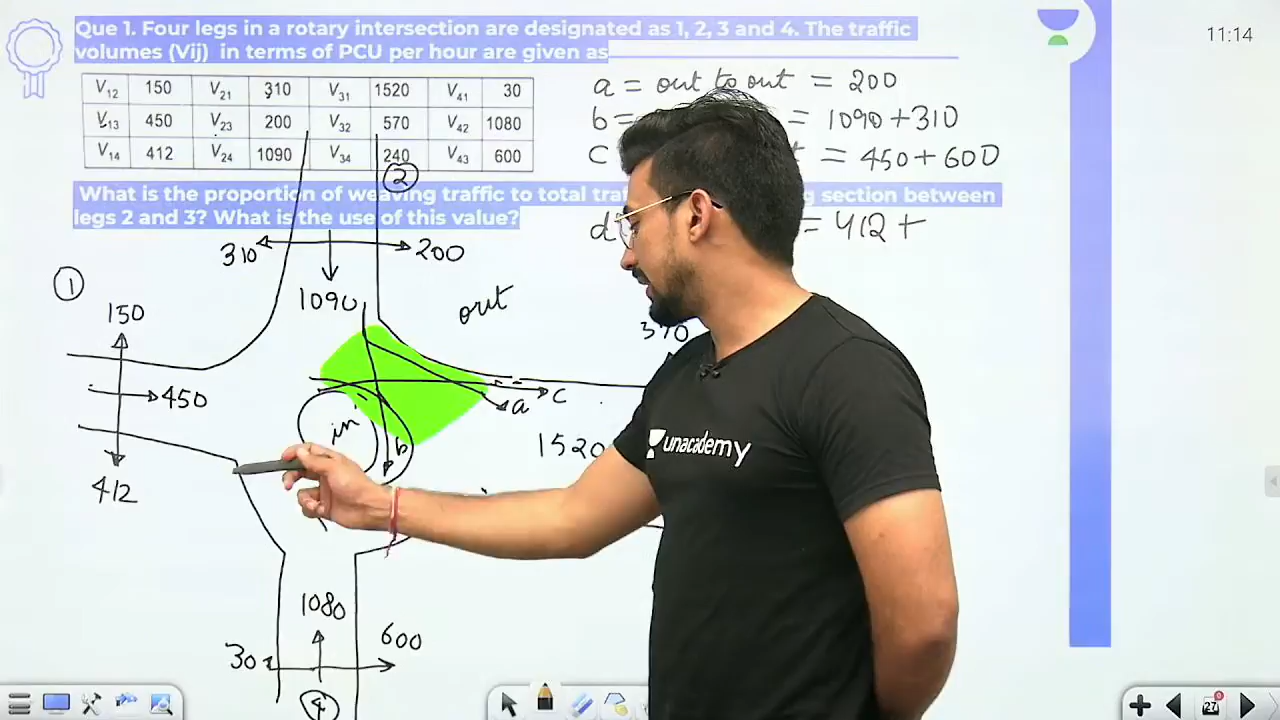 Que 1. Four legs in a rotary intersection are designated as 1, 2, 3 and 4. The traffic
volumes (Vij) in terms of PCU per hour are given as
V12 150 V21 310 V31 1520 V41 30
V13 450 V23 200 V32 570 V42 1080
V14 412 V24 1090 V34 240 V43 600
What is the proportion of weaving traffic to total section between
legs 2 and 3? What is the use of this value?
a = out to out = 200
b = 1090 + 310
c = 450 + 600
d = 412 +
11:14
2
310
200
1090
out
1
150
450
412
in
a
b
c
1520
1080
600
30
4
unacademy
27